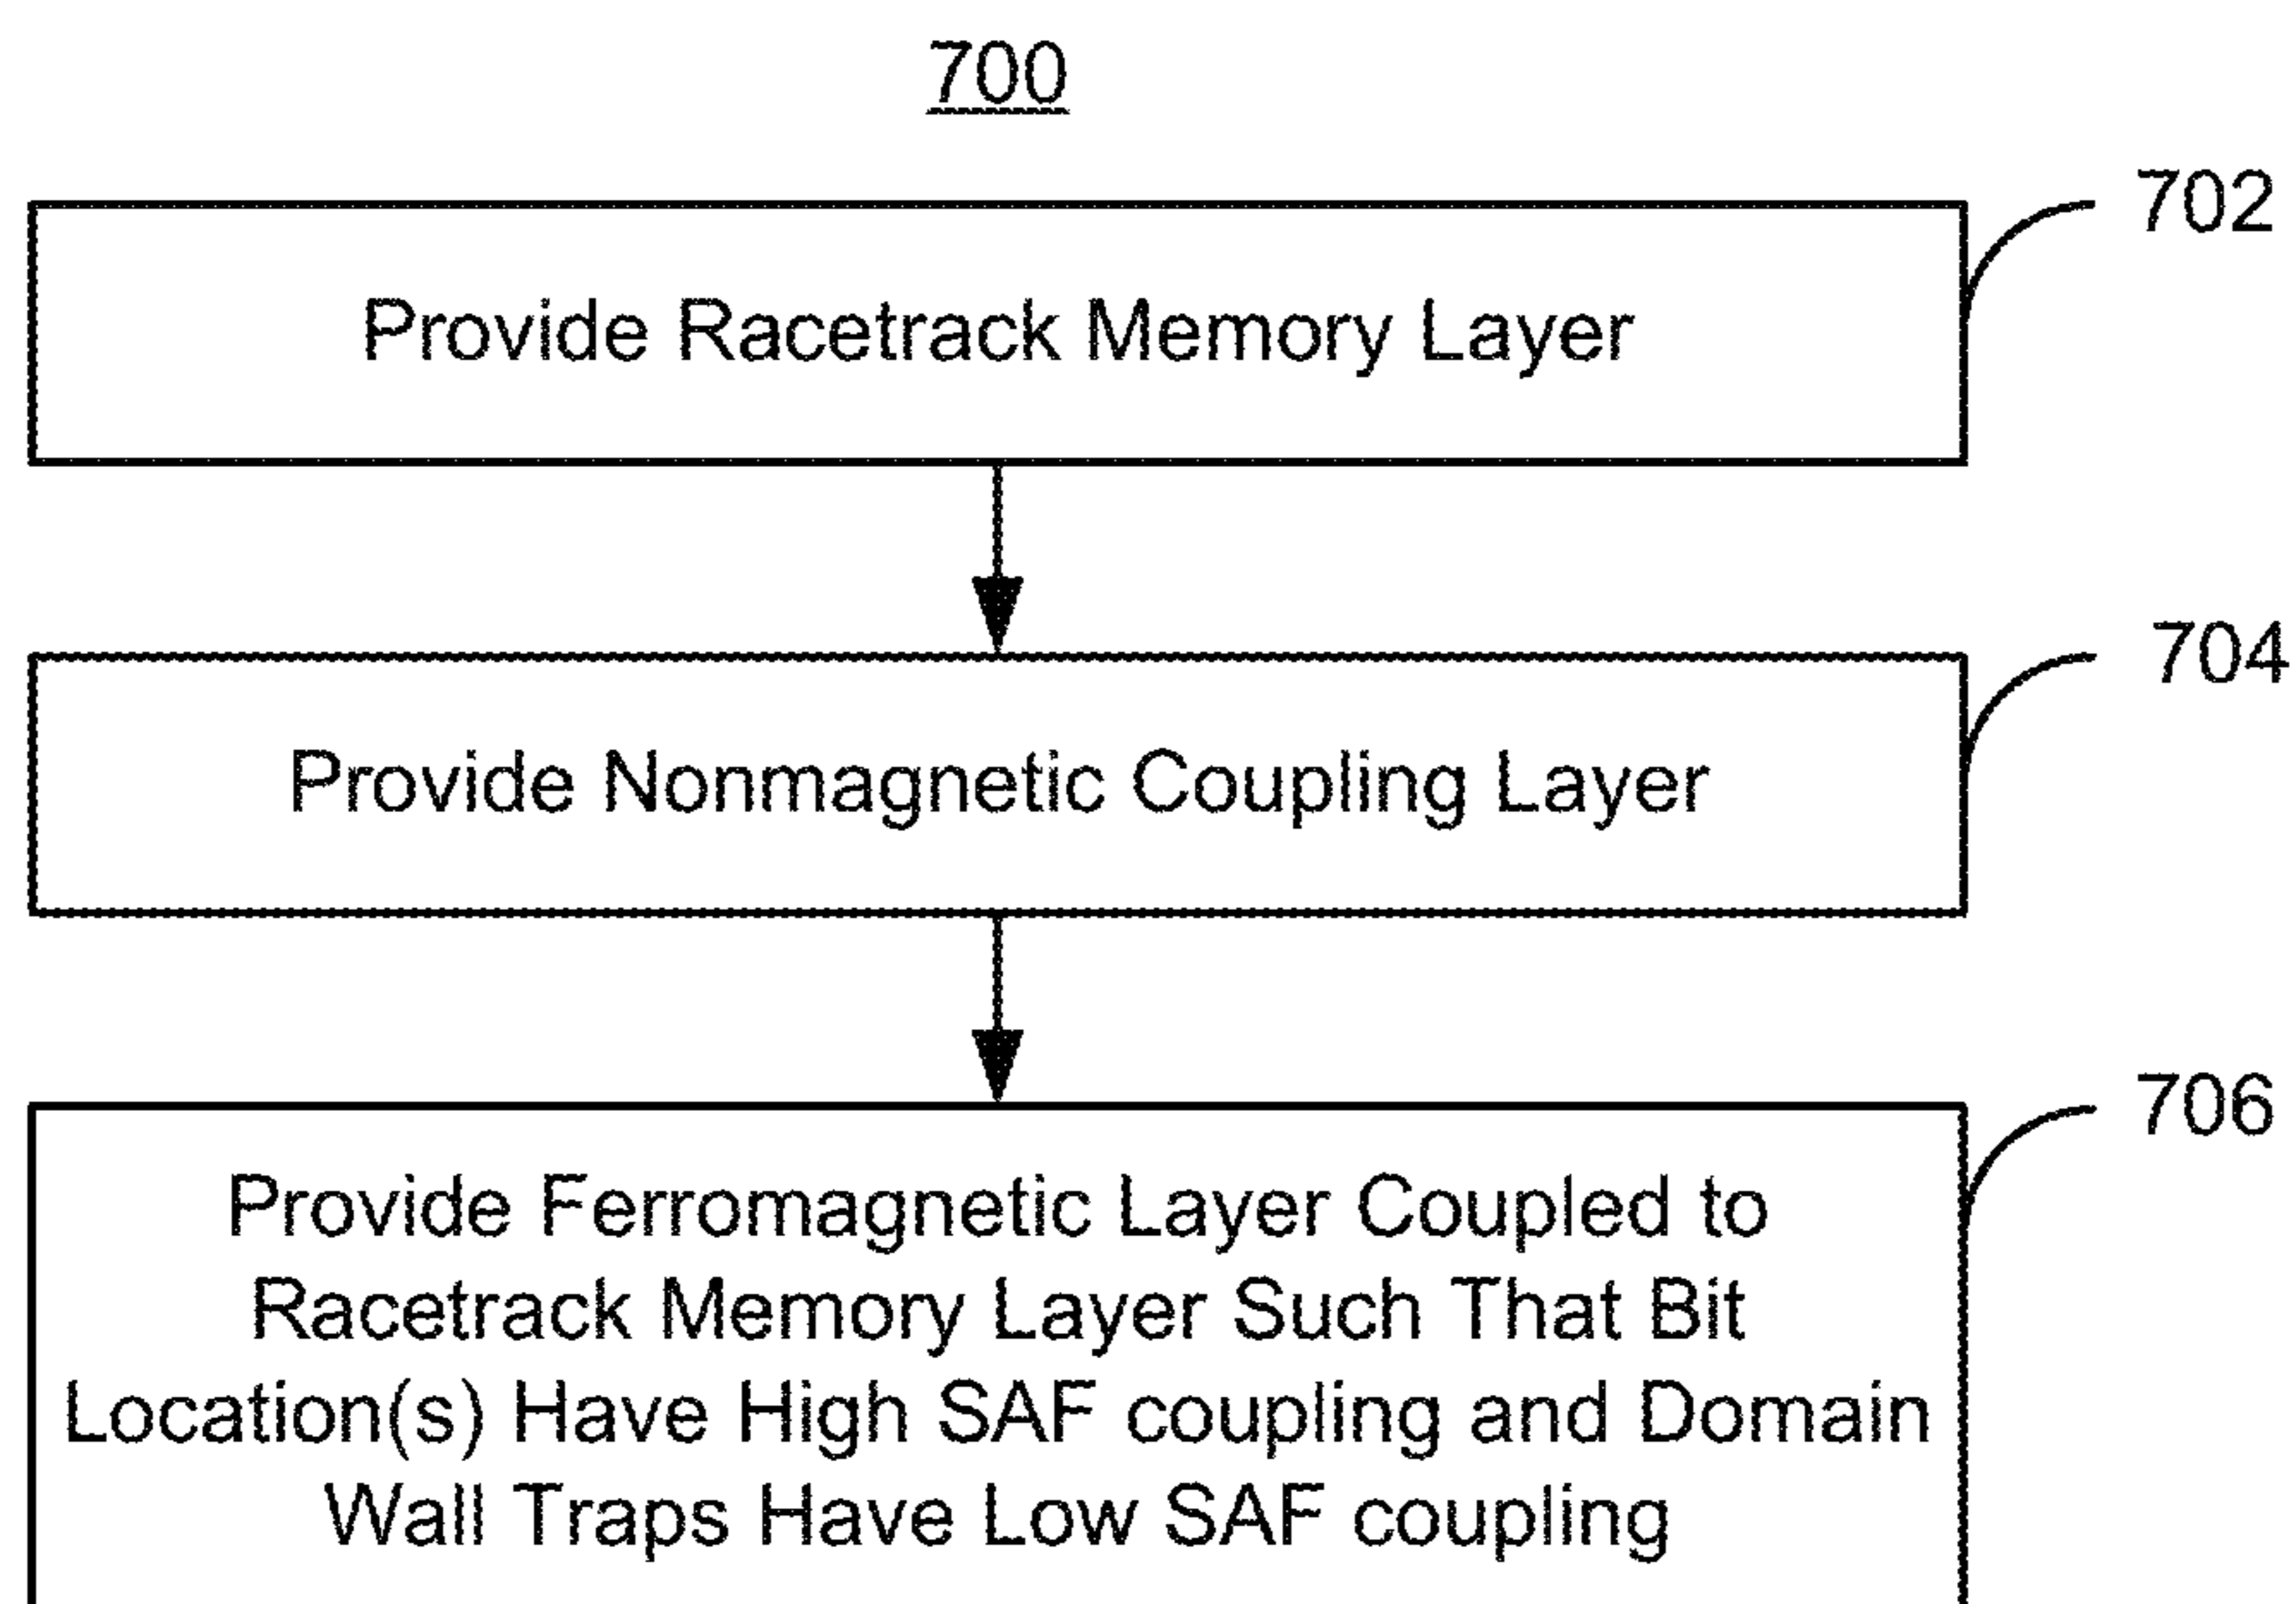 700
702
Provide Racetrack Memory Layer
704
Provide Nonmagnetic Coupling Layer
706
Provide Ferromagnetic Layer Coupled to
Racetrack Memory Layer Such That Bit
Location(s) Have High SAF coupling and Domain
Wall Traps Have Low SAF coupling